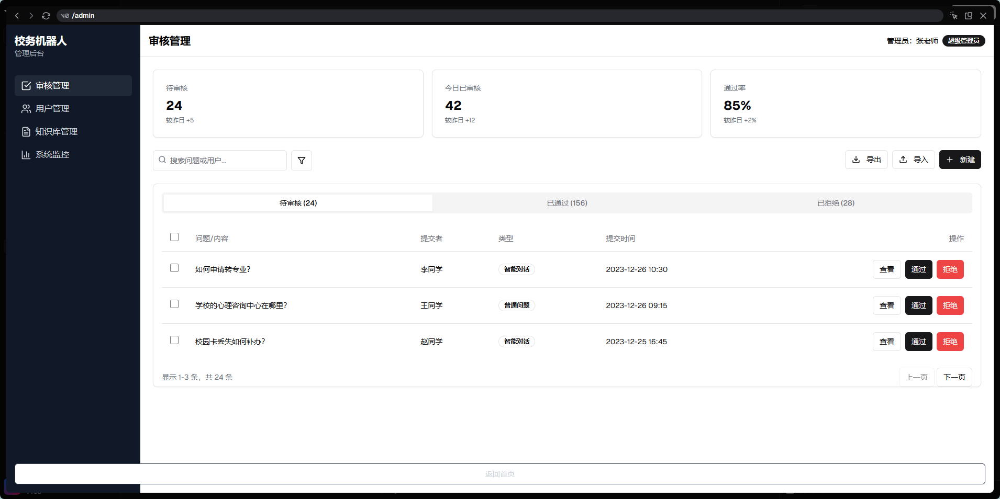 v0 /admin
校务机器人
管理后台
审核管理
用户管理
知识库管理
系统监控
审核管理
管理员：张老师 超级管理员
待审核
24
较昨日 +5
今日已审核
42
较昨日 +12
通过率
85%
较昨日 +2%
搜索问题或用户...
导出 导入 新建
待审核 (24) 已通过 (156) 已拒绝 (28)
问题/内容 提交者 类型 提交时间 操作
如何申请转专业? 李同学 智能对话 2023-12-26 10:30 查看 通过 拒绝
学校的心理咨询中心在哪里? 王同学 普通问题 2023-12-26 09:15 查看 通过 拒绝
校园卡丢失如何补办? 赵同学 智能对话 2023-12-25 16:45 查看 通过 拒绝
显示 1-3 条，共 24 条 上一页 下一页
返回首页